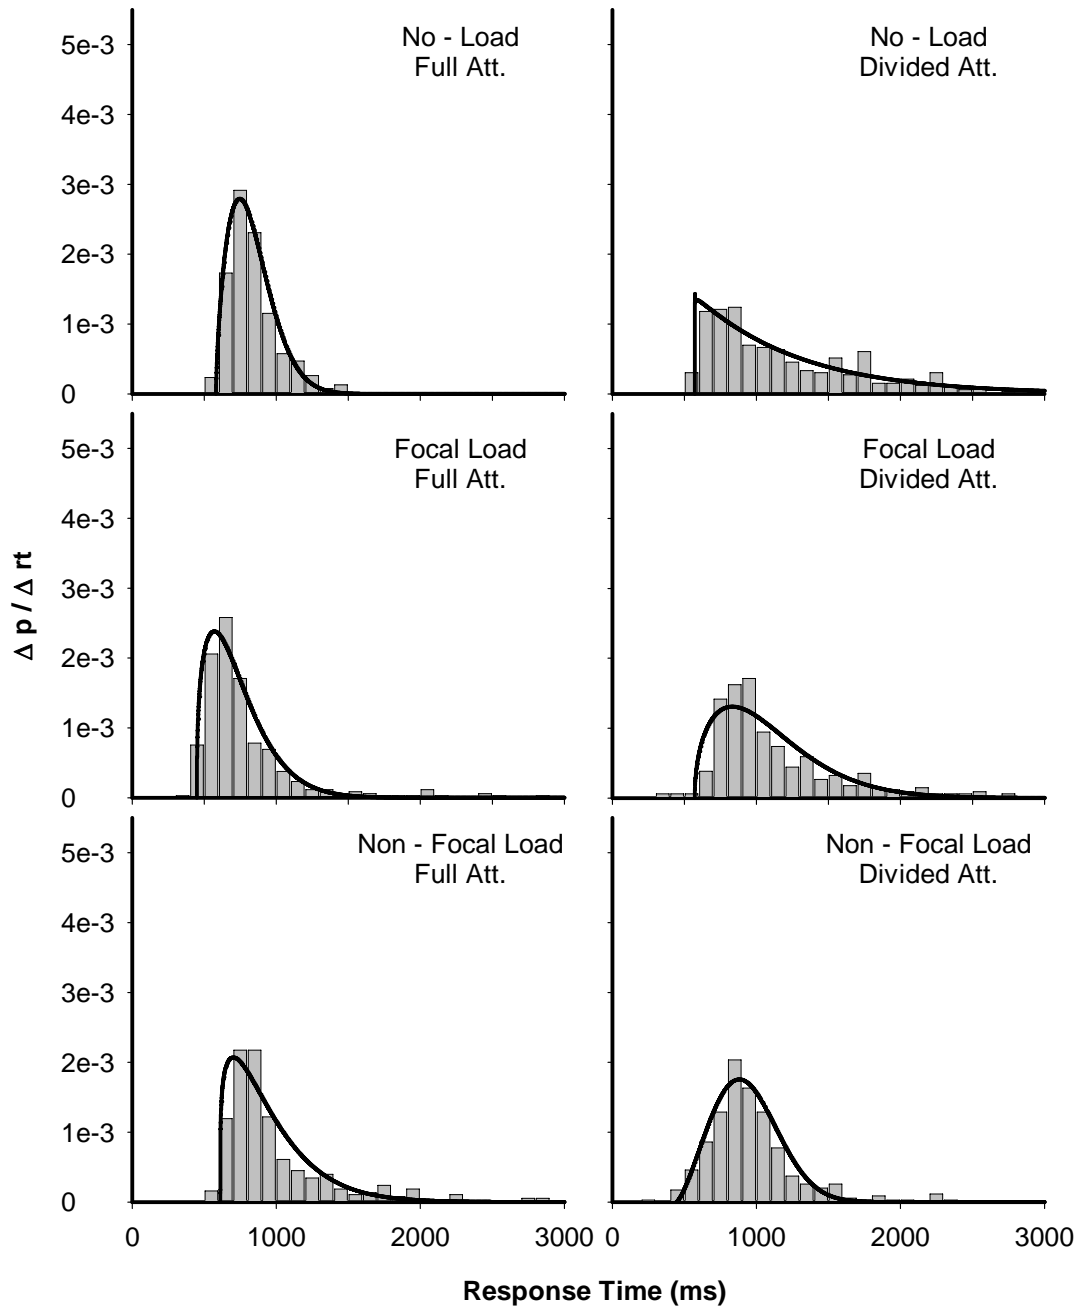 No - Load
Full Att.
No - Load
Divided Att.
5e-3
4e-3
3e-3
2e-3
1e-3
0
Focal Load
Full Att.
Focal Load
Divided Att.
5e-3
4e-3
3e-3
2e-3
1e-3
0
Δ p / Δ rt
Non - Focal Load
Full Att.
Non - Focal Load
Divided Att.
5e-3
4e-3
3e-3
2e-3
1e-3
0
0 1000 2000 3000 0 1000 2000 3000
Response Time (ms)